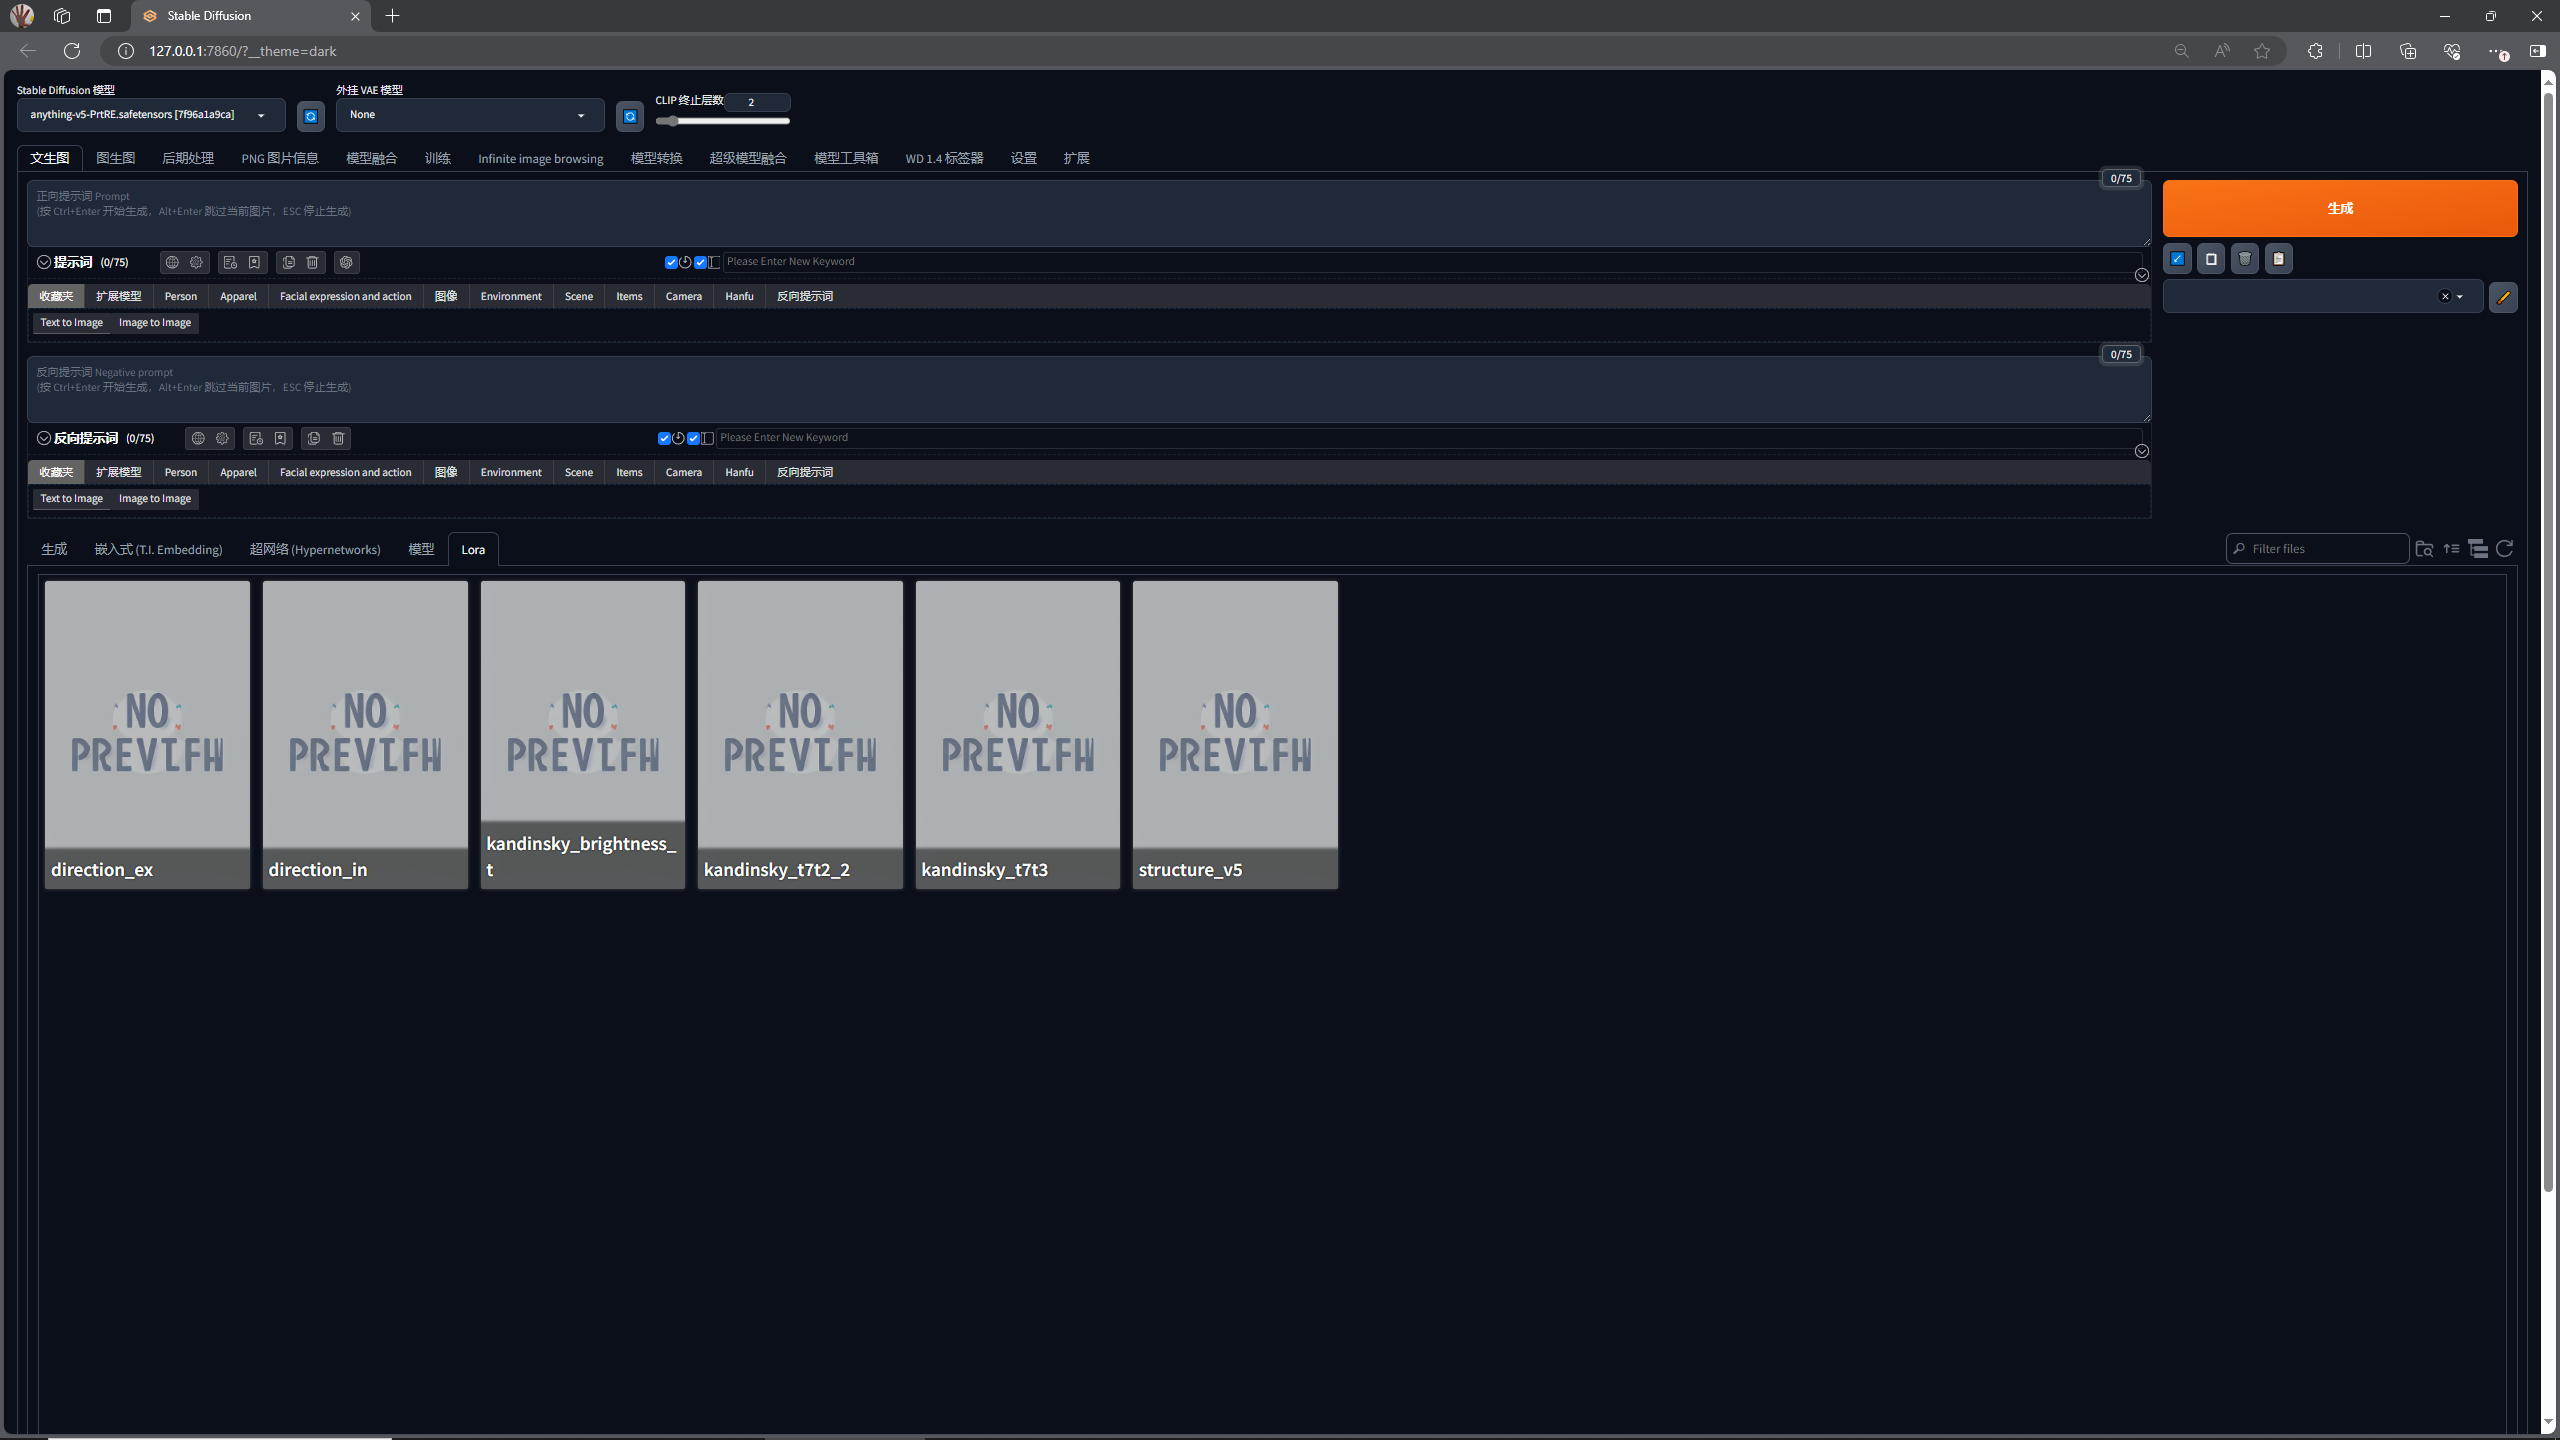 Stable Diffusion
127.0.0.1:7860/?__theme=dark
Stable Diffusion 模型
外挂 VAE 模型
CLIP 终止层数
2
anything-v5-PrtRE.safetensors [7f96a1a9ca]
None
文生图 图生图 后期处理 PNG 图片信息 模型融合 训练 Infinite image browsing 模型转换 超级模型融合 模型工具箱 WD 1.4 标签器 设置 扩展
0/75
正向提示词 Prompt
(按 Ctrl+Enter 开始生成，Alt+Enter 跳过当前图片，ESC 停止生成)
生成
提示词 (0/75)
Please Enter New Keyword
收藏夹 扩展模型 Person Apparel Facial expression and action 图像 Environment Scene Items Camera Hanfu 反向提示词
Text to Image Image to Image
0/75
反向提示词 Negative prompt
(按 Ctrl+Enter 开始生成，Alt+Enter 跳过当前图片，ESC 停止生成)
反向提示词 (0/75)
Please Enter New Keyword
收藏夹 扩展模型 Person Apparel Facial expression and action 图像 Environment Scene Items Camera Hanfu 反向提示词
Text to Image Image to Image
生成 嵌入式 (T.I. Embedding) 超网络 (Hypernetworks) 模型 Lora
Filter files
NO
PREVIEW
direction_ex
NO
PREVIEW
direction_in
NO
PREVIEW
kandinsky_brightness_
t
NO
PREVIEW
kandinsky_t7t2_2
NO
PREVIEW
kandinsky_t7t3
NO
PREVIEW
structure_v5